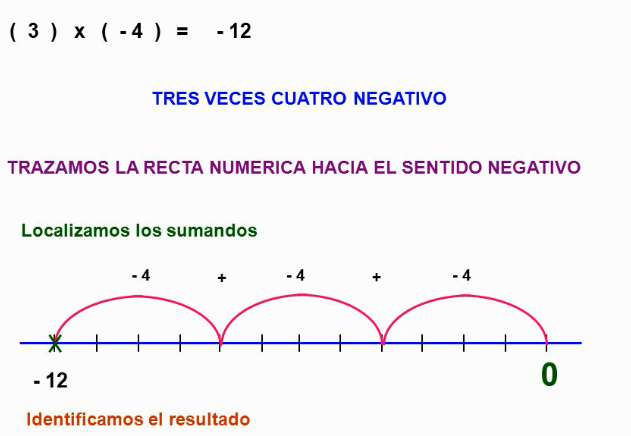 ( 3 ) x ( - 4 ) = - 12
TRES VECES CUATRO NEGATIVO
TRAZAMOS LA RECTA NUMERICA HACIA EL SENTIDO NEGATIVO
Localizamos los sumandos
- 4 + - 4 + - 4
- 12 0
Identificamos el resultado